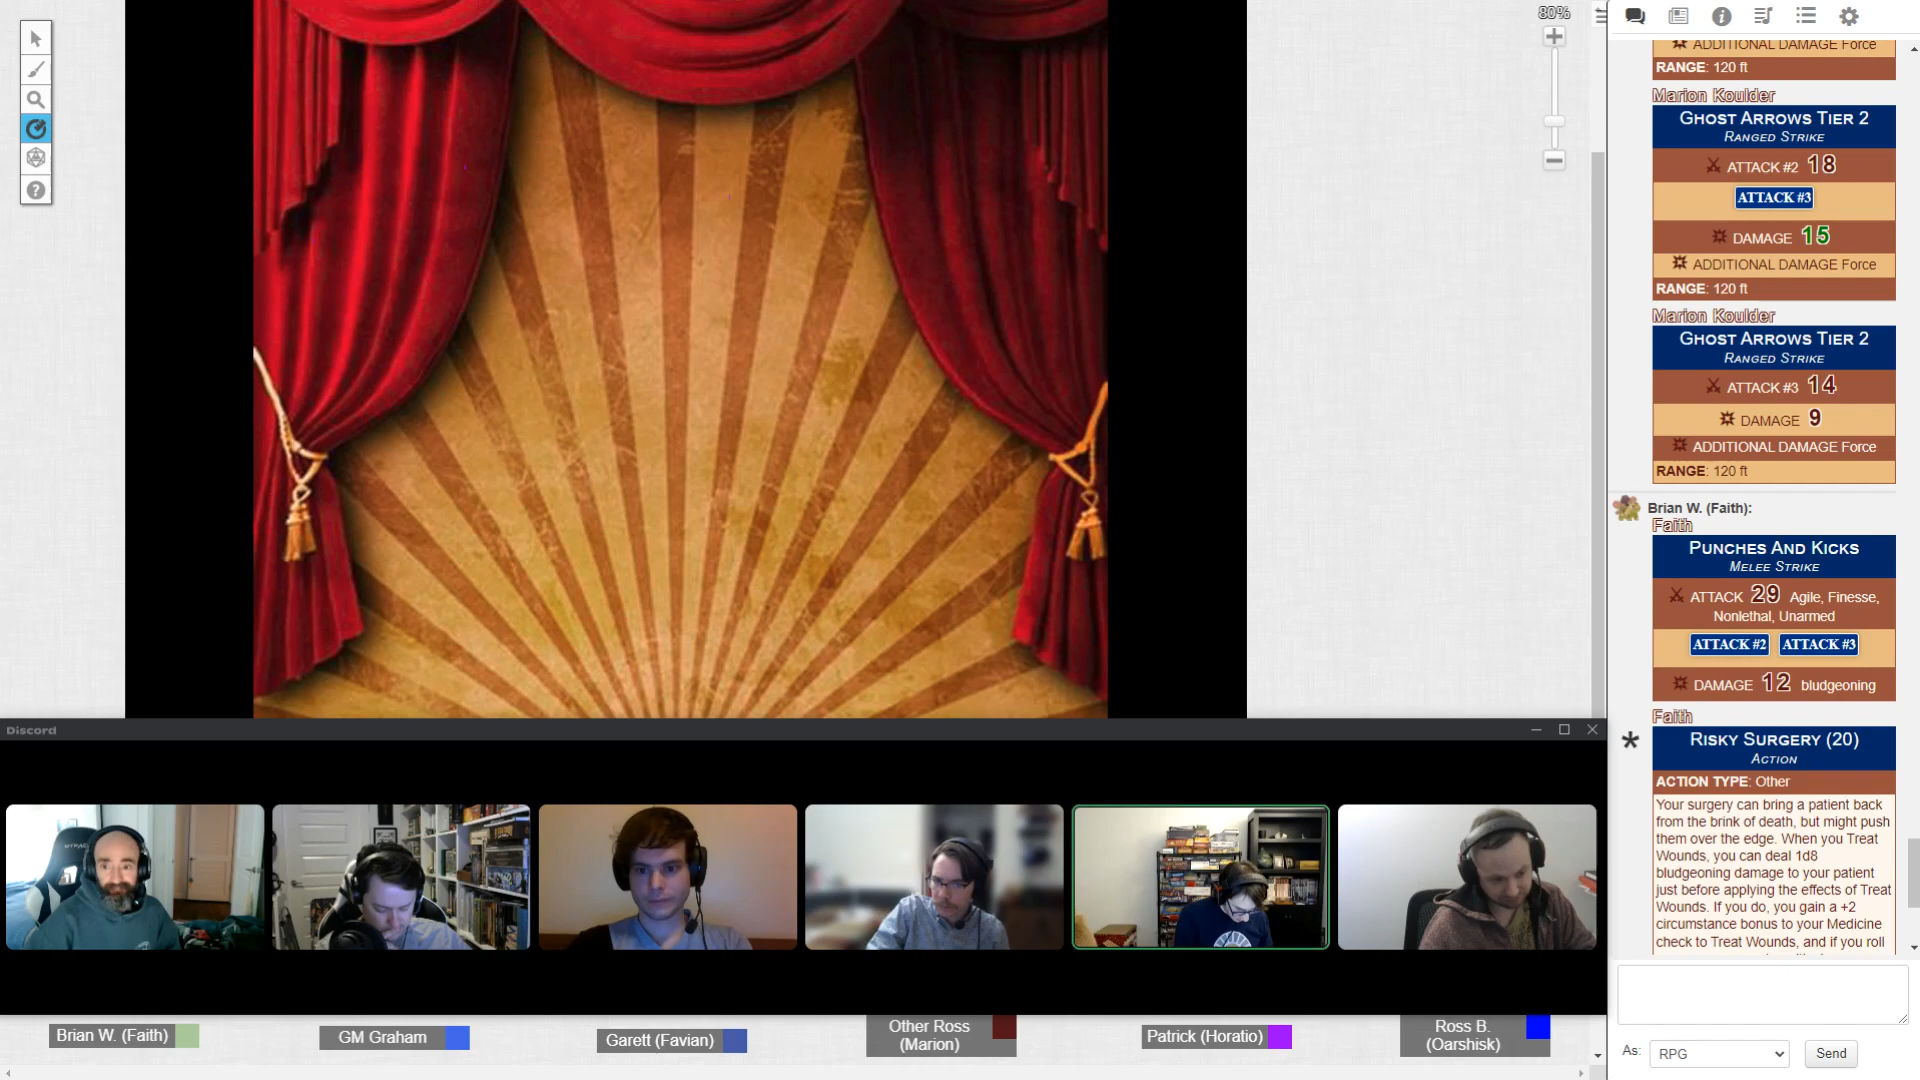 80%
ADDITIONAL DAMAGE Force
RANGE: 120 ft
Marion Koulder
GHOST ARROWS TIER 2
RANGED STRIKE
ATTACK #2 18
ATTACK #3
DAMAGE 15
ADDITIONAL DAMAGE Force
RANGE: 120 ft
Marion Koulder
GHOST ARROWS TIER 2
RANGED STRIKE
ATTACK #3 14
DAMAGE 9
ADDITIONAL DAMAGE Force
RANGE: 120 ft
Brian W. (Faith):
Faith
PUNCHES AND KICKS
MELEE STRIKE
ATTACK 29 Agile, Finesse,
Nonlethal, Unarmed
ATTACK #2 ATTACK #3
DAMAGE 12 bludgeoning
Faith
*
RISKY SURGERY (20)
ACTION
ACTION TYPE: Other
Your surgery can bring a patient back
from the brink of death, but might push
them over the edge. When you Treat
Wounds, you can deal 1d8
bludgeoning damage to your patient
just before applying the effects of Treat
Wounds. If you do, you gain a +2
circumstance bonus to your Medicine
check to Treat Wounds, and if you roll
As: RPG Send
Discord
Brian W. (Faith)
GM Graham
Garett (Favian)
Other Ross
(Marion)
Patrick (Horatio)
Ross B.
(Oarshisk)